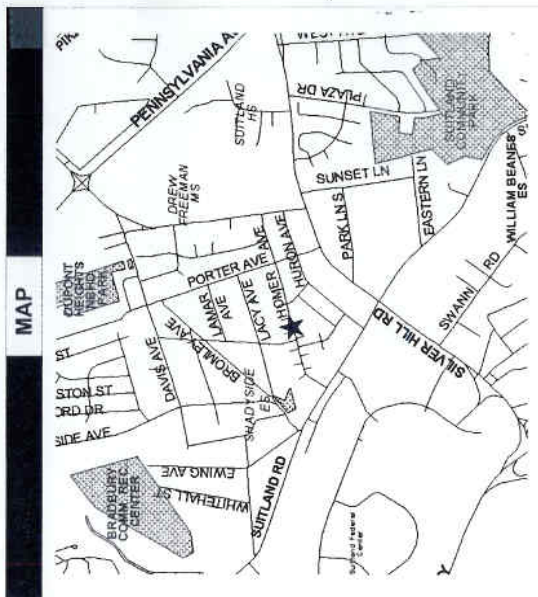 MAP
PENNSYLVANIA
SUITLAND
HS
PLAZA DR
SUITLAND
COMMUNITY
PARK
DREW
FREEMAN
MS
SUNSET LN
PARK LN S
EASTERN LN
WILLIAM BEANES
ES
DUPONT
HEIGHTS
NBHD
PARK
PORTER AVE
AVE
HURON AVE
HOMER
LACY AVE
LAMAR
AVE
BROMLEY AVE
DAVIS AVE
SHADYSIDE
ES
SILVER HILL RD
SWANN RD
ST
STON ST
ORD DR
SIDE AVE
EWING AVE
WHITEHALL ST
SUITLAND RD
BRADBURY
COMM. REC.
CENTER
Suitland Federal
Center